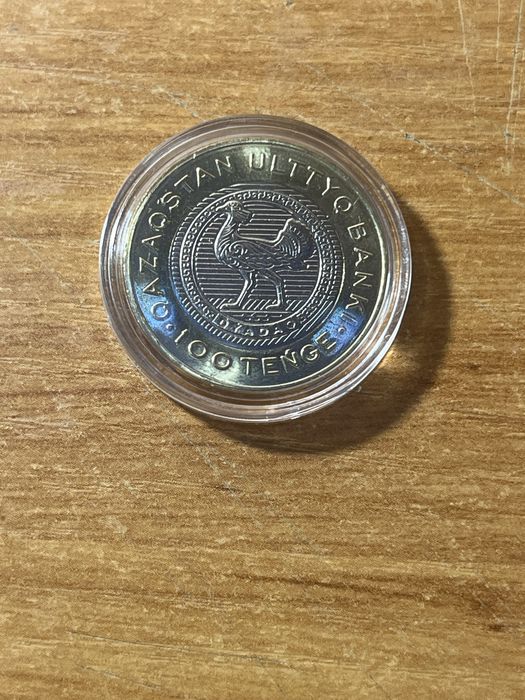 QAZAQSTAN ULTTYQ BANKI
· 100 TEŃGE ·